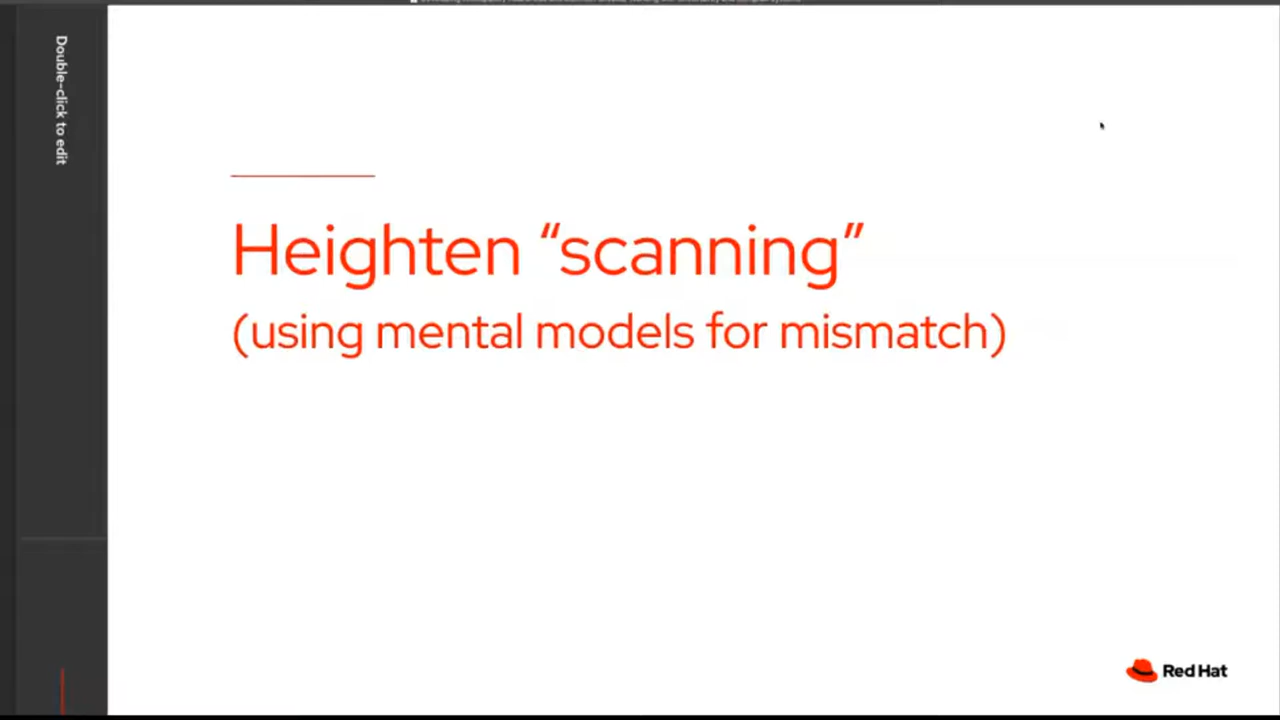 Double-click to edit
Heighten “scanning”
(using mental models for mismatch)
Red Hat